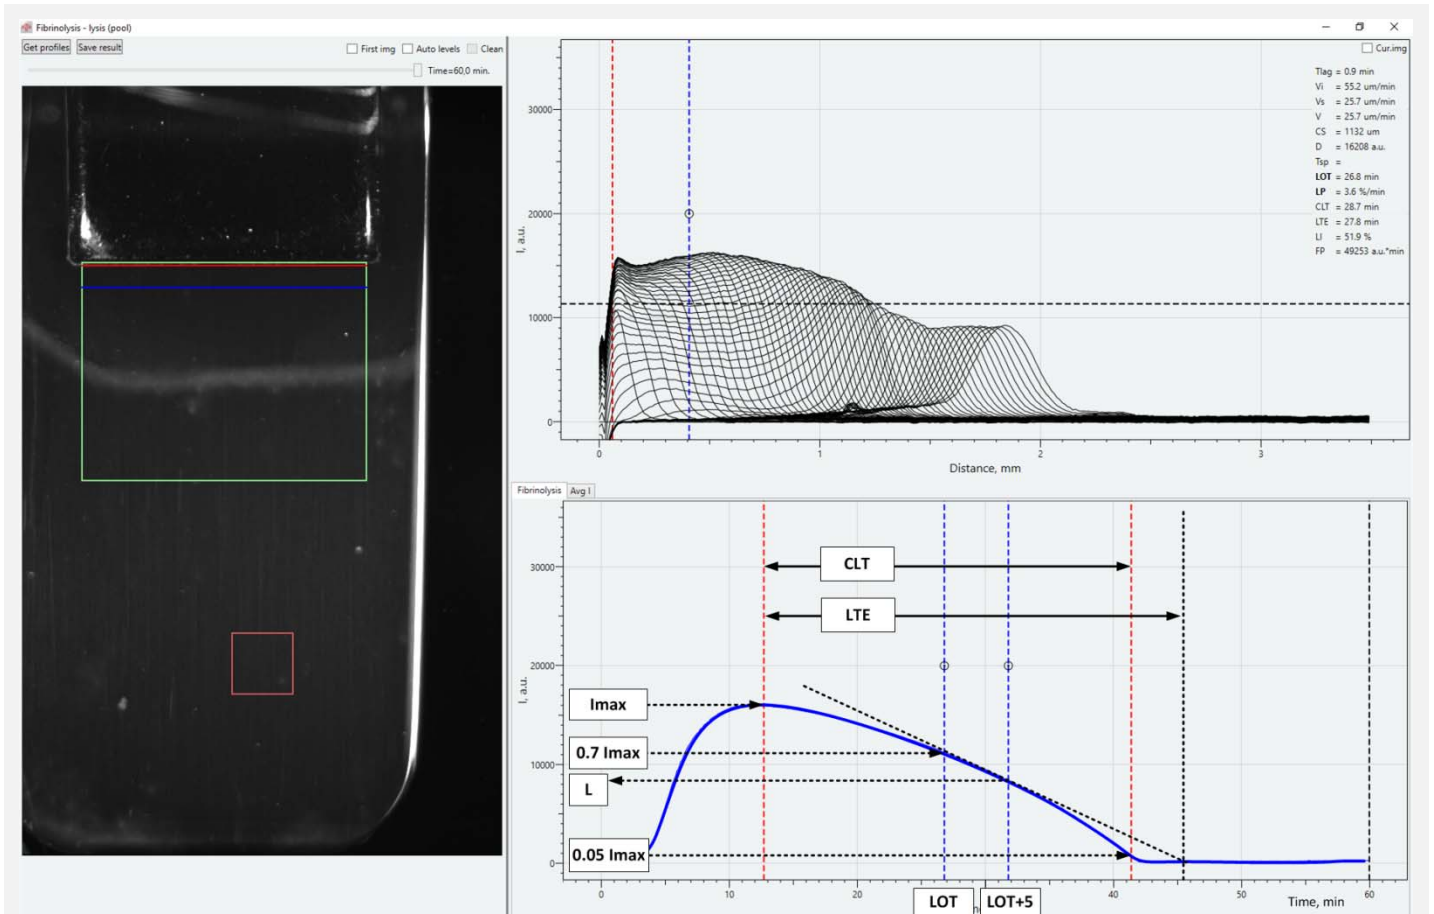 Fibrinolysis - lysis (pool)
Get profiles Save result
First img Auto levels Clean
Time=60,0 min.
Cur.img
Tlag = 0.9 min
Vi = 55.2 um/min
Vs = 25.7 um/min
V = 25.7 um/min
CS = 1132 um
D = 16208 a.u.
Tsp =
LOT = 26.8 min
LP = 3.6 %/min
CLT = 28.7 min
LTE = 27.8 min
LI = 51.9 %
FP = 49253 a.u.*min
I, a.u.
30000
20000
10000
0
0 1 2 3
Distance, mm
Fibrinolysis Avg I
I, a.u.
30000
20000
10000
0
CLT
LTE
Imax
0.7 Imax
L
0.05 Imax
0 10 20 40 50 60
LOT LOT+5
Time, min